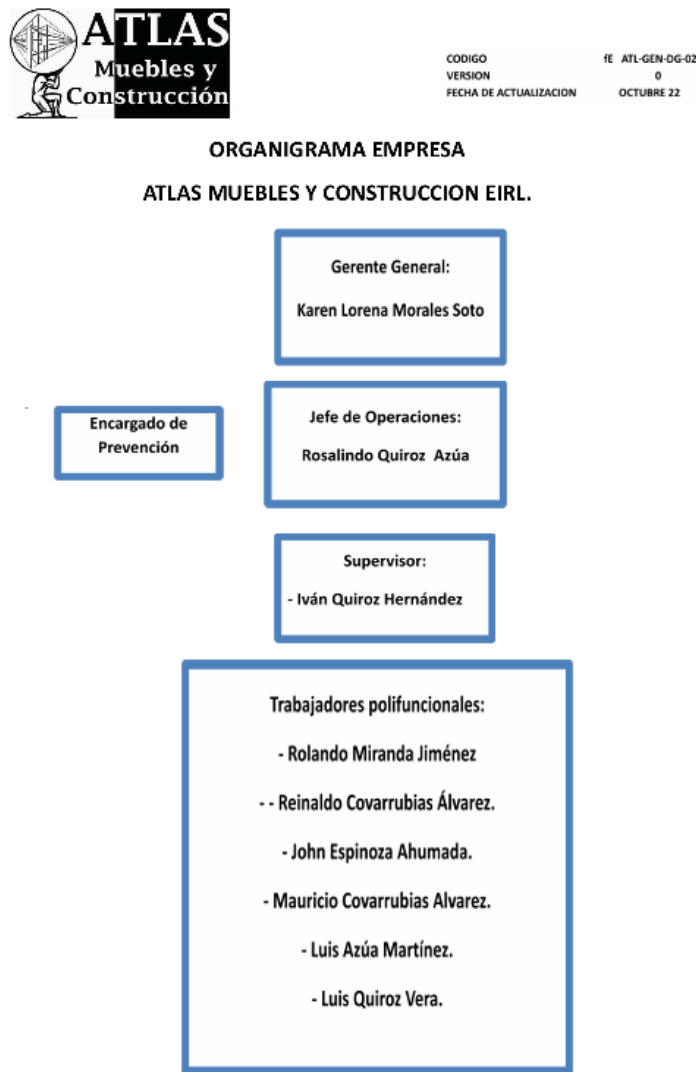 ATLAS
Muebles y
Construcción
CODIGO fE ATL-GEN-DG-02
VERSION 0
FECHA DE ACTUALIZACION OCTUBRE 22
ORGANIGRAMA EMPRESA
ATLAS MUEBLES Y CONSTRUCCION EIRL.
Gerente General:
Karen Lorena Morales Soto
Encargado de
Prevención
Jefe de Operaciones:
Rosalindo Quiroz Azúa
Supervisor:
- Iván Quiroz Hernández
Trabajadores polifuncionales:
- Rolando Miranda Jiménez
- - Reinaldo Covarrubias Álvarez.
- John Espinoza Ahumada.
- Mauricio Covarrubias Alvarez.
- Luis Azúa Martínez.
- Luis Quiroz Vera.